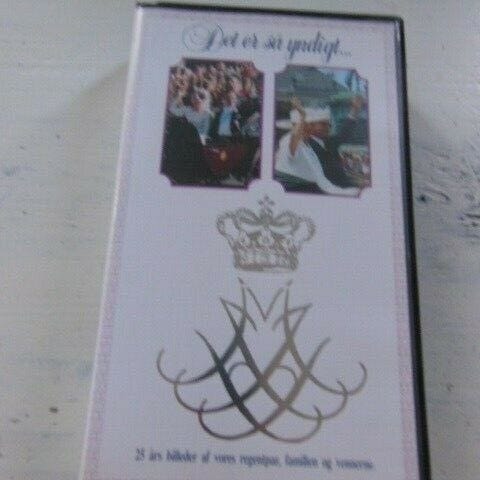 Det er så yndigt...
25 års billeder af vores regentpar, familien og vennerne